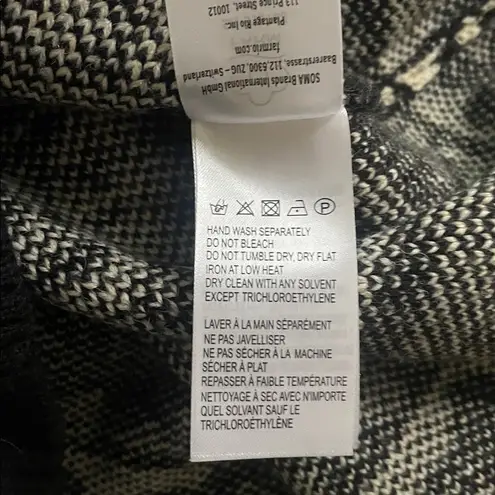 113 Prince Street, 10012
Plantage Rio Inc.
farmrio.com
Baarerstrasse, 112,6300, ZUG – Switzerland
SOMA Brands International GmbH
P
HAND WASH SEPARATELY
DO NOT BLEACH
DO NOT TUMBLE DRY, DRY FLAT
IRON AT LOW HEAT
DRY CLEAN WITH ANY SOLVENT
EXCEPT TRICHLOROETHYLENE
LAVER À LA MAIN SÉPARÉMENT
NE PAS JAVELLISER
NE PAS SÉCHER À LA MACHINE
SÉCHER À PLAT
REPASSER À FAIBLE TEMPÉRATURE
NETTOYAGE À SEC AVEC N'IMPORTE
QUEL SOLVANT SAUF LE
TRICHLOROÉTHYLÈNE